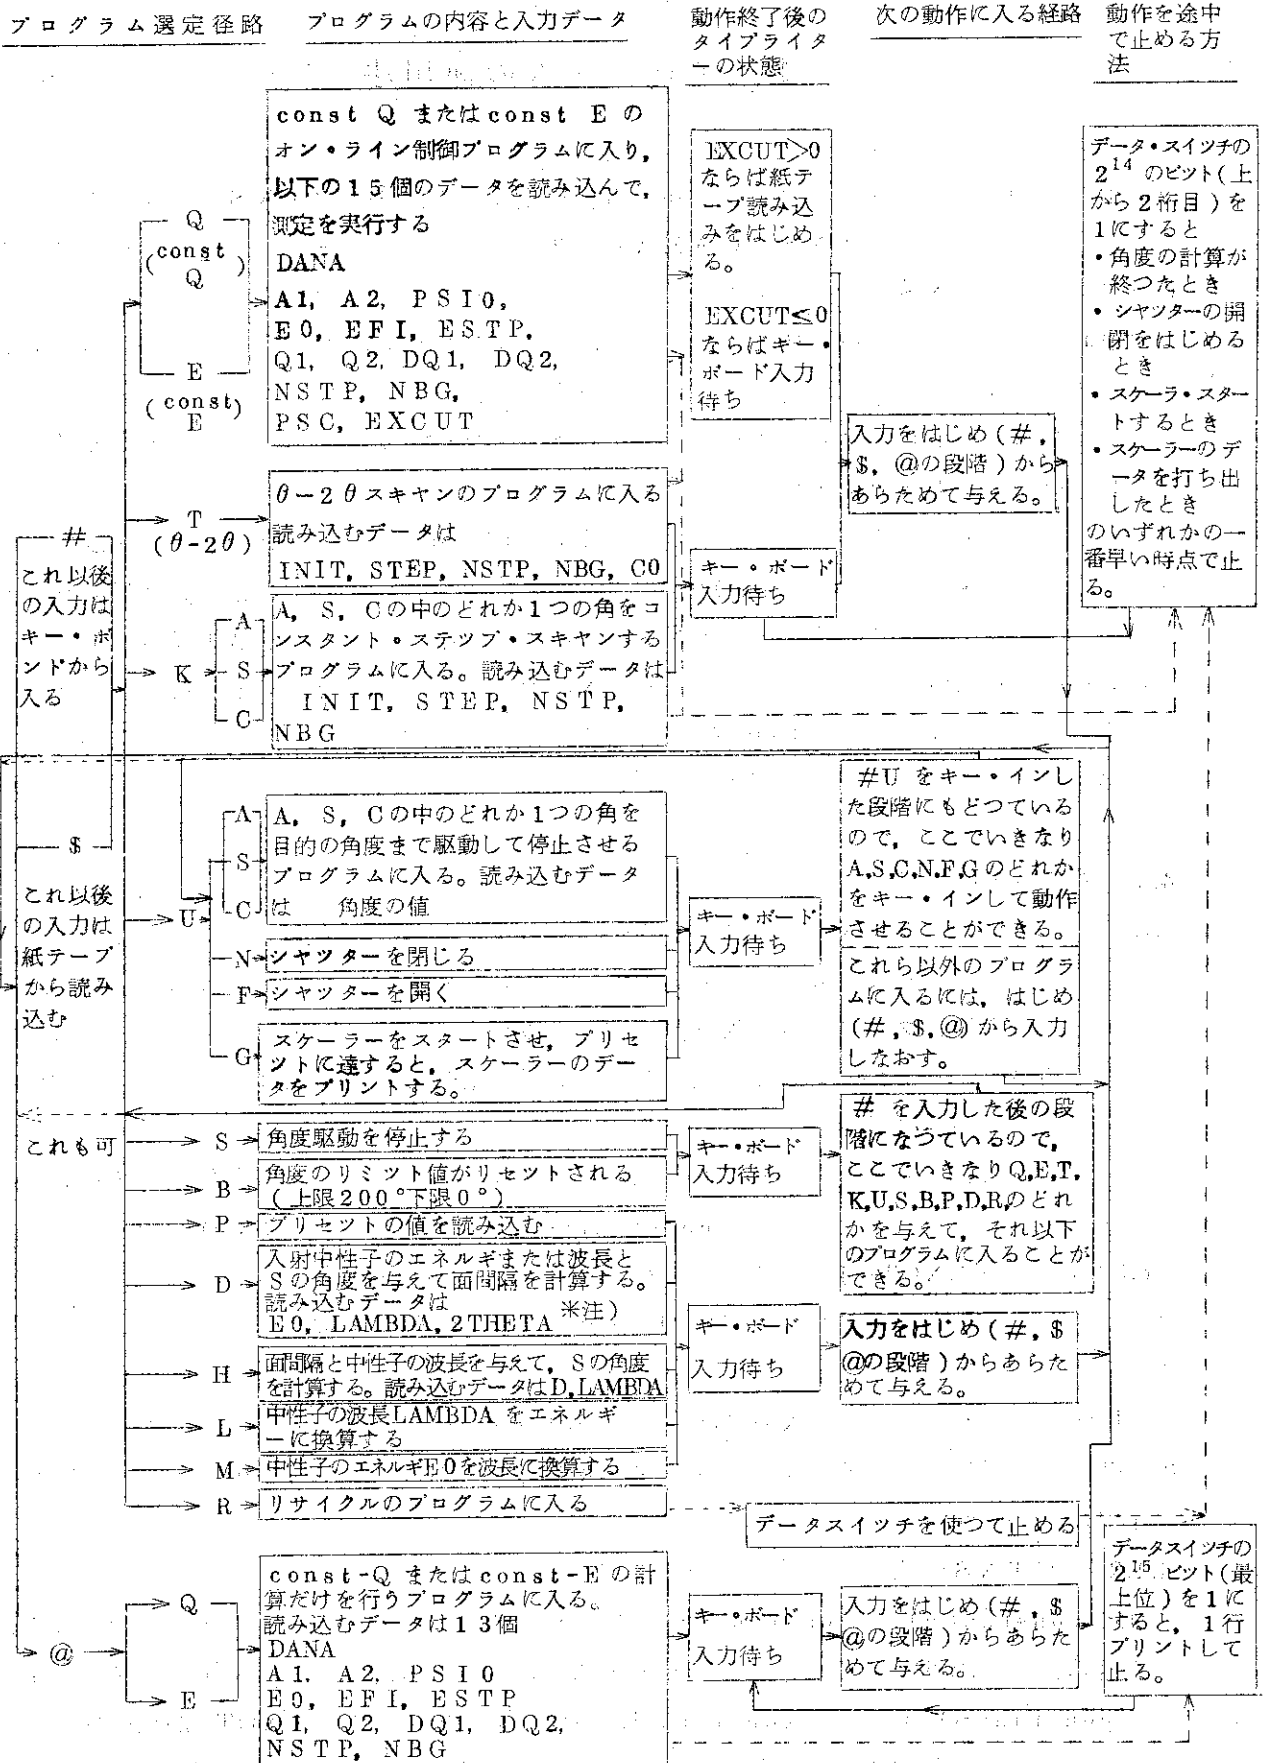 プログラム選定径路
プログラムの内容と入力データ
動作終了後の
タイプライタ
ーの状態
次の動作に入る経路
動作を途中
で止める方
法
#
これ以後
の入力は
キー・ボ
ンドから
入る
$
これ以後
の入力は
紙テープ
から読み
込む
これも可
@
Q
(const
Q)
E
(const
E)
const Q またはconst E の
オン・ライン制御プログラムに入り,
以下の15個のデータを読み込んで,
測定を実行する
DANA
A1, A2, PSI0,
E0, EFI, ESTP,
Q1, Q2, DQ1, DQ2,
NSTP, NBG,
PSC, EXCUT
EXCUT>0
ならば紙テ
ープ読み込
みをはじめ
る。
EXCUT≤0
ならばキー・
ボード入力
待ち
入力をはじめ(#,
$, @の段階)から
あらためて与える。
データ・スイッチの
2¹⁴ のビット(上
から2桁目)を
1にすると
・角度の計算が
終つたとき
・シャッターの開
閉をはじめる
とき
・スケーラ・スター
トするとき
・スケーラーのデ
ータを打ち出
したとき
のいずれかの一
番早い時点で止
る。
T
(θ-2θ)
θ-2θスキャンのプログラムに入る
読み込むデータは
INIT, STEP, NSTP, NBG, C0
キー・ボード
入力待ち
K
A
S
C
A, S, Cの中のどれか1つの角をコ
ンスタント・ステップ・スキャンする
プログラムに入る。読み込むデータは
INIT, STEP, NSTP,
NBG
U
A
S
C
A, S, Cの中のどれか1つの角を
目的の角度まで駆動して停止させる
プログラムに入る。読み込むデータ
は 角度の値
N
シャッターを閉じる
F
シャッターを開く
G
スケーラーをスタートさせ, プリセ
ットに達すると, スケーラーのデー
タをプリントする。
キー・ボード
入力待ち
#U をキー・インし
た段階にもどつている
ので, ここでいきなり
A,S,C,N,F,Gのどれか
をキー・インして動作
させることができる。
これら以外のプログラ
ムに入るには, はじめ
(#, $, @)から入力
しなおす。
S
角度駆動を停止する
B
角度のリミット値がリセットされる
(上限200°下限0°)
キー・ボード
入力待ち
# を入力した後の段
階になつているので,
ここでいきなりQ,E,T,
K,U,S,B,P,D,R,のどれ
かを与えて, それ以下
のプログラムに入ることが
できる。
P
プリセットの値を読み込む
D
入射中性子のエネルギまたは波長と
Sの角度を与えて面間隔を計算する。
読み込むデータは
E0, LAMBDA, 2THETA ※注)
H
面間隔と中性子の波長を与えて, Sの角度
を計算する。読み込むデータはD,LAMBDA
L
中性子の波長LAMBDA をエネルギ
ーに換算する
M
中性子のエネルギE0を波長に換算する
キー・ボード
入力待ち
入力をはじめ(#, $
@の段階)からあらた
めて与える。
R
リサイクルのプログラムに入る
データスイッチを使つて止める
Q
E
const-Q またはconst-E の計
算だけを行うプログラムに入る。
読み込むデータは13個
DANA
A1, A2, PSI0
E0, EFI, ESTP
Q1, Q2, DQ1, DQ2,
NSTP, NBG
キー・ボード
入力待ち
入力をはじめ(#, $
@の段階)からあらた
めて与える。
データスイッチの
2¹⁵ ビット(最
上位)を1に
すると, 1行
プリントして
止る。